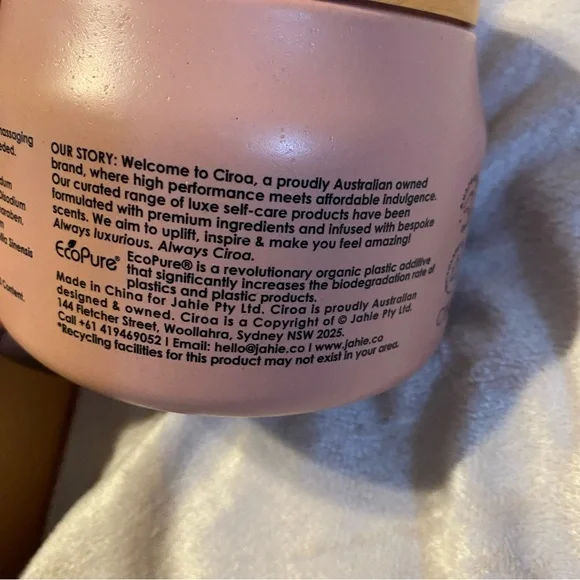 massaging
OUR STORY: Welcome to Ciroa, a proudly Australian owned
brand, where high performance meets affordable indulgence.
Our curated range of luxe self-care products have been
formulated with premium ingredients and infused with bespoke
scents. We aim to uplift, inspire & make you feel amazing!
Always luxurious. Always Ciroa.
EcoPure®
EcoPure® is a revolutionary organic plastic additive
that significantly increases the biodegradation rate of
plastics and plastic products.
Made in China for Jahie Pty Ltd. Ciroa is proudly Australian
designed & owned. Ciroa is a Copyright of © Jahie Pty Ltd.
144 Fletcher Street, Woollahra, Sydney NSW 2025.
Call +61 419469052 | Email: hello@jahie.co | www.jahie.co
*Recycling facilities for this product may not exist in your area.
Disodium
Sinensis
Content.